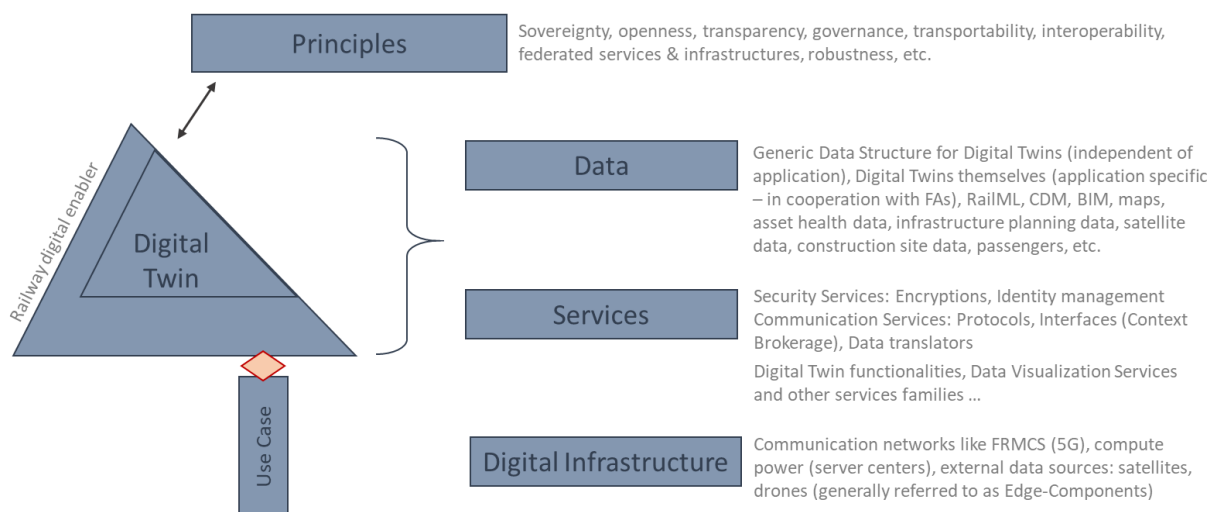 Principles
Sovereignty, openness, transparency, governance, transportability, interoperability,
federated services & infrastructures, robustness, etc.
Railway digital enabler
Digital
Twin
Use Case
Data
Generic Data Structure for Digital Twins (independent of
application), Digital Twins themselves (application specific
– in cooperation with FAs), RailML, CDM, BIM, maps,
asset health data, infrastructure planning data, satellite
data, construction site data, passengers, etc.
Services
Security Services: Encryptions, Identity management
Communication Services: Protocols, Interfaces (Context
Brokerage), Data translators
Digital Twin functionalities, Data Visualization Services
and other services families ...
Digital Infrastructure
Communication networks like FRMCS (5G), compute
power (server centers), external data sources: satellites,
drones (generally referred to as Edge-Components)